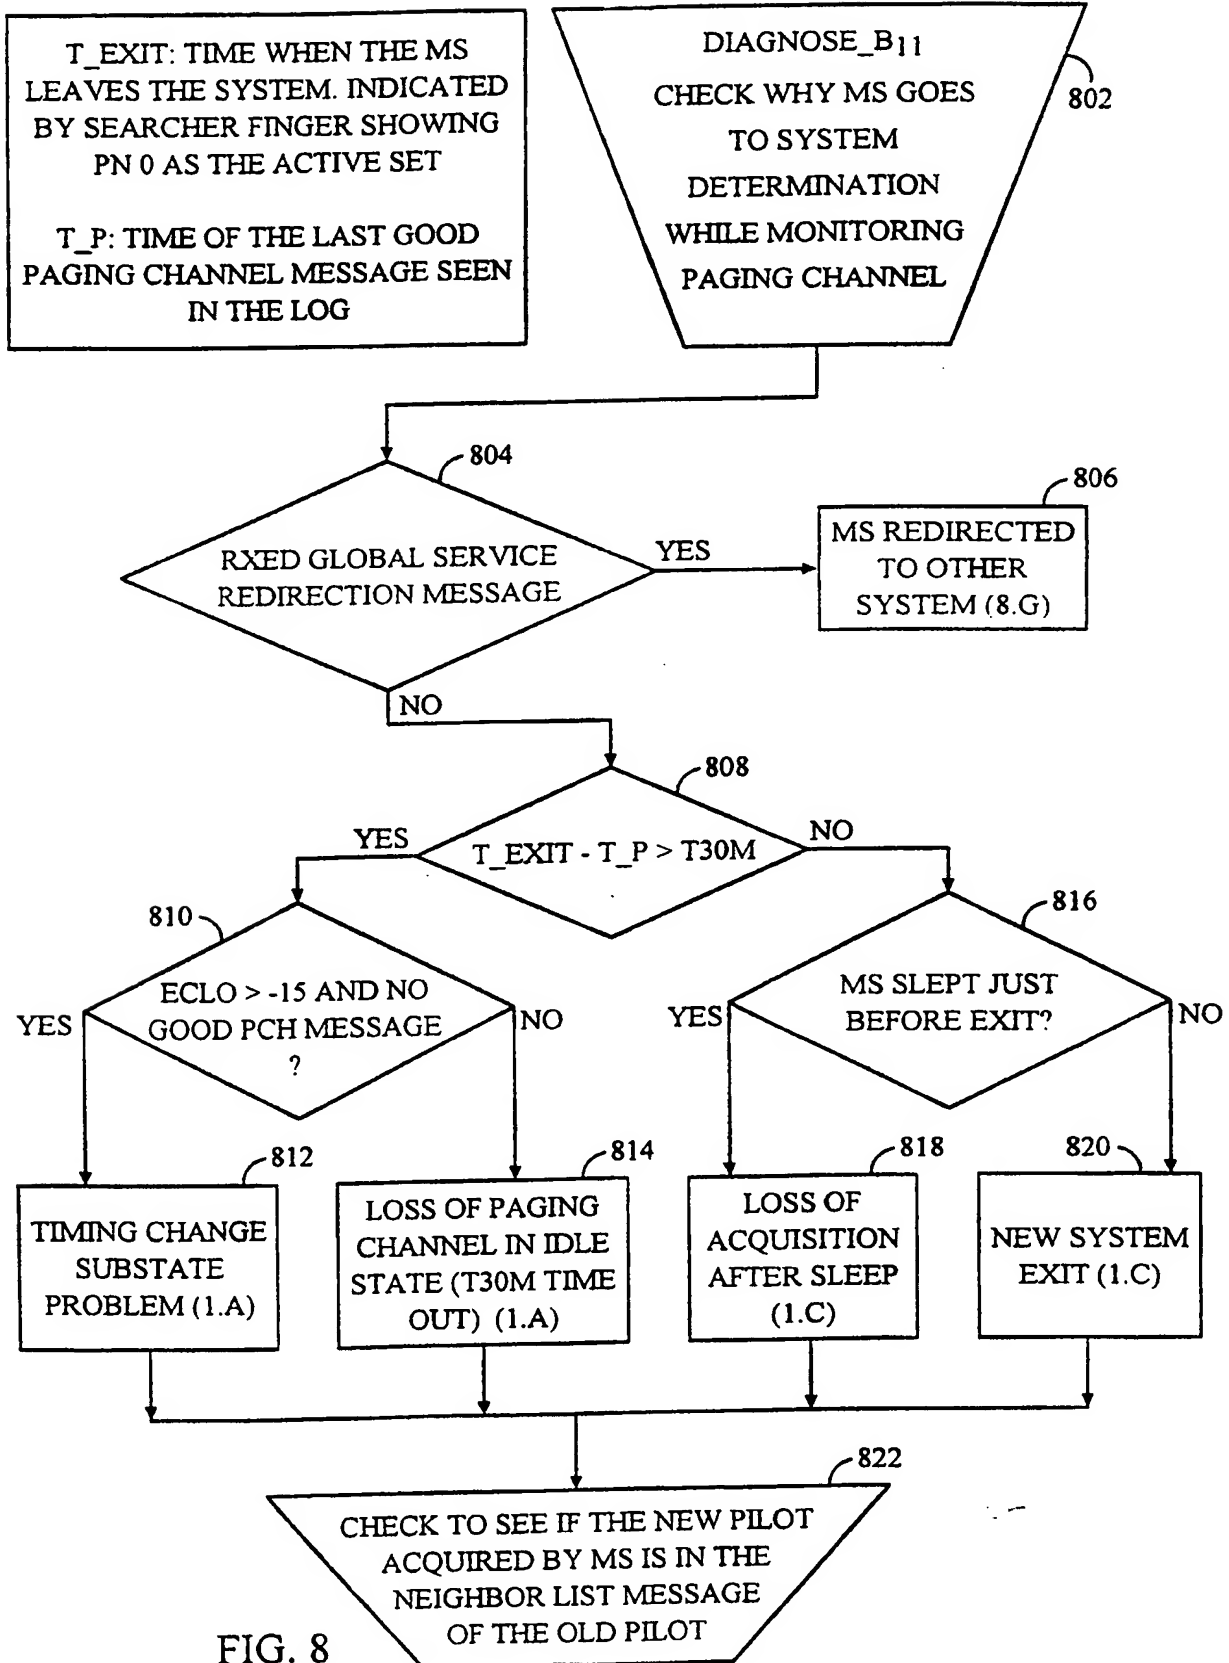 T_EXIT: TIME WHEN THE MS
LEAVES THE SYSTEM. INDICATED
BY SEARCHER FINGER SHOWING
PN 0 AS THE ACTIVE SET
T_P: TIME OF THE LAST GOOD
PAGING CHANNEL MESSAGE SEEN
IN THE LOG
DIAGNOSE_B11
CHECK WHY MS GOES
TO SYSTEM
DETERMINATION
WHILE MONITORING
PAGING CHANNEL
802
804
RXED GLOBAL SERVICE
REDIRECTION MESSAGE
YES
806
MS REDIRECTED
TO OTHER
SYSTEM (8.G)
NO
808
T_EXIT - T_P > T30M
YES
NO
810
ECLO > -15 AND NO
GOOD PCH MESSAGE
?
YES
NO
816
MS SLEPT JUST
BEFORE EXIT?
YES
NO
812
TIMING CHANGE
SUBSTATE
PROBLEM (1.A)
814
LOSS OF PAGING
CHANNEL IN IDLE
STATE (T30M TIME
OUT) (1.A)
818
LOSS OF
ACQUISITION
AFTER SLEEP
(1.C)
820
NEW SYSTEM
EXIT (1.C)
822
CHECK TO SEE IF THE NEW PILOT
ACQUIRED BY MS IS IN THE
NEIGHBOR LIST MESSAGE
OF THE OLD PILOT
FIG. 8